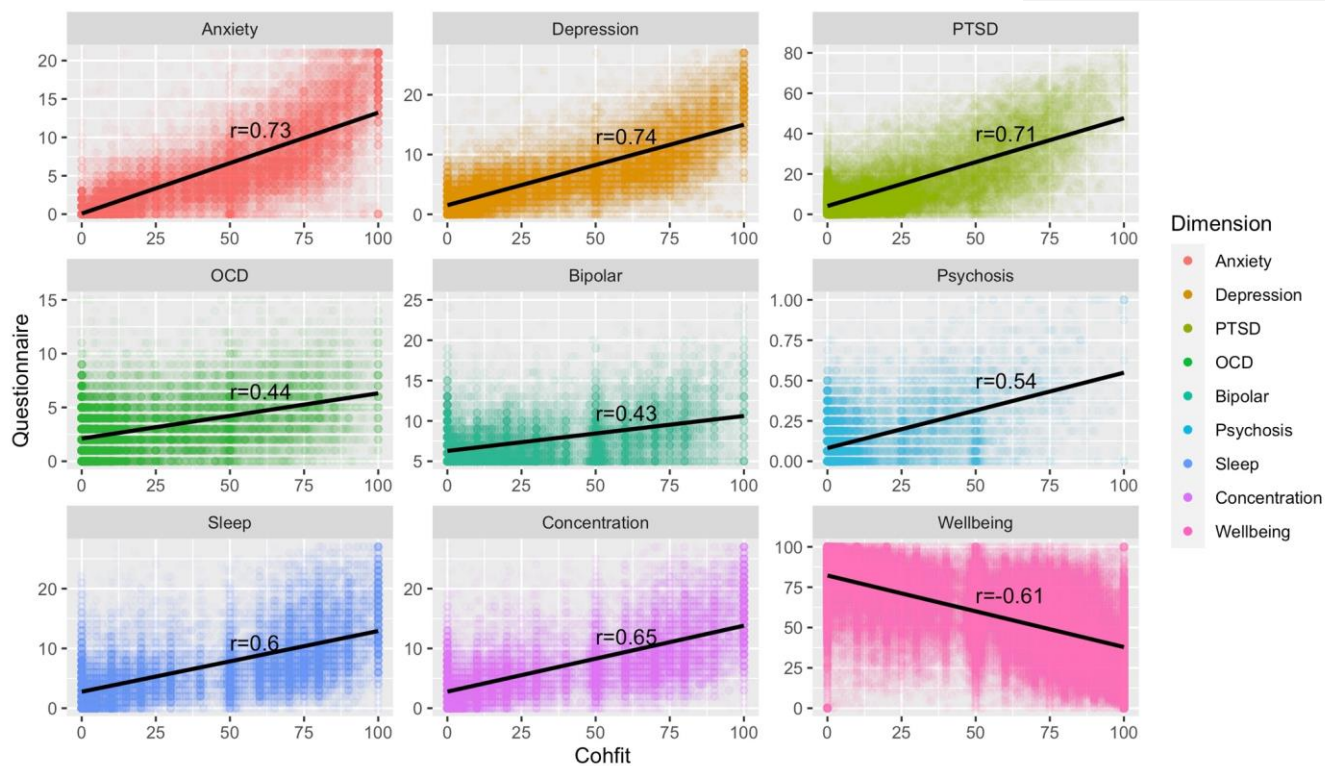 Anxiety
Depression
PTSD
20
15
10
5
0
r=0.73
0 25 50 75 100
20
10
0
r=0.74
0 25 50 75 100
80
60
40
20
0
r=0.71
0 25 50 75 100
OCD
Bipolar
Psychosis
15
10
5
0
r=0.44
0 25 50 75 100
25
20
15
10
5
r=0.43
0 25 50 75 100
1.00
0.75
0.50
0.25
0.00
r=0.54
0 25 50 75 100
Sleep
Concentration
Wellbeing
20
10
0
r=0.6
0 25 50 75 100
20
10
0
r=0.65
0 25 50 75 100
100
75
50
25
0
r=-0.61
0 25 50 75 100
Questionnaire
Cohfit
Dimension
Anxiety
Depression
PTSD
OCD
Bipolar
Psychosis
Sleep
Concentration
Wellbeing